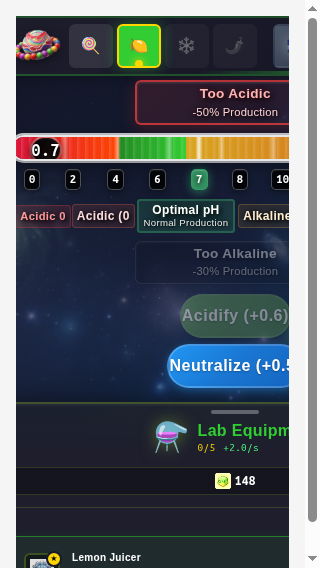 Too Acidic
-50% Production
0.7
0 2 4 6 7 8 10
Acidic 0 Acidic (0 Optimal pH Alkaline
Normal Production
Too Alkaline
-30% Production
Acidify (+0.6)
Neutralize (+0.5
Lab Equipm
0/5 +2.0/s
148
Lemon Juicer